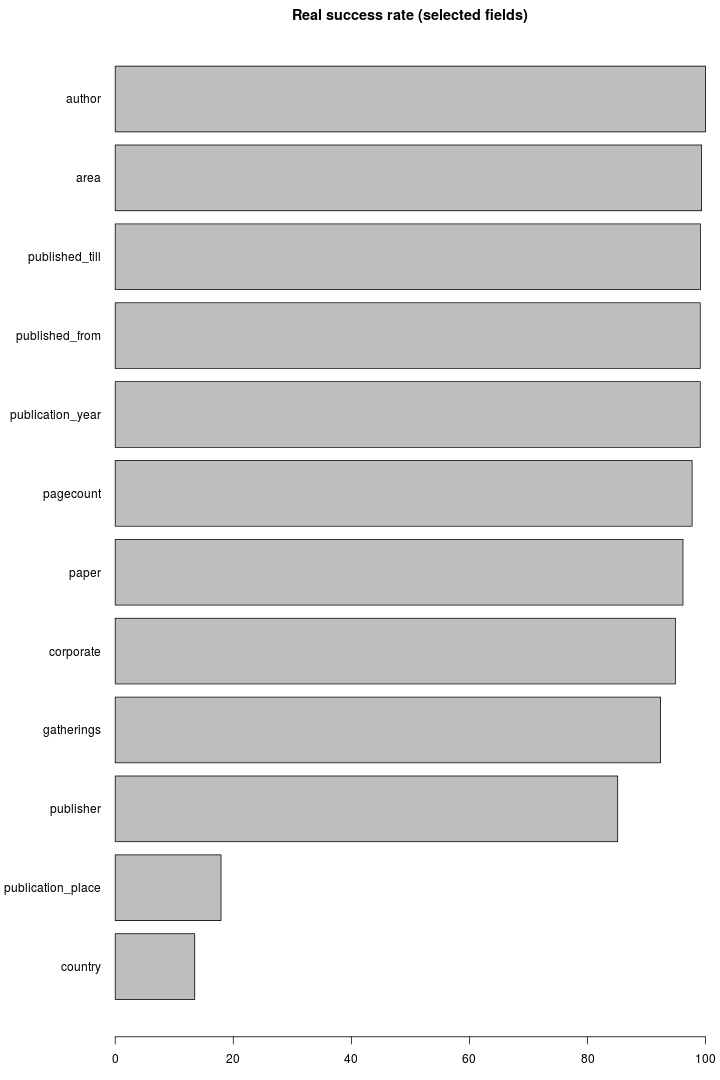 Real success rate (selected fields)
author
area
published_till
published_from
publication_year
pagecount
paper
corporate
gatherings
publisher
publication_place
country
0 20 40 60 80 100